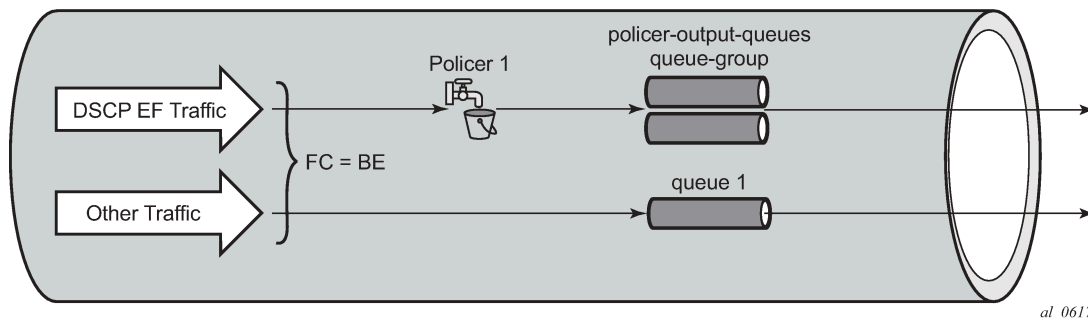 policer-output-queues
queue-group
Policer 1
DSCP EF Traffic
FC = BE
queue 1
Other Traffic